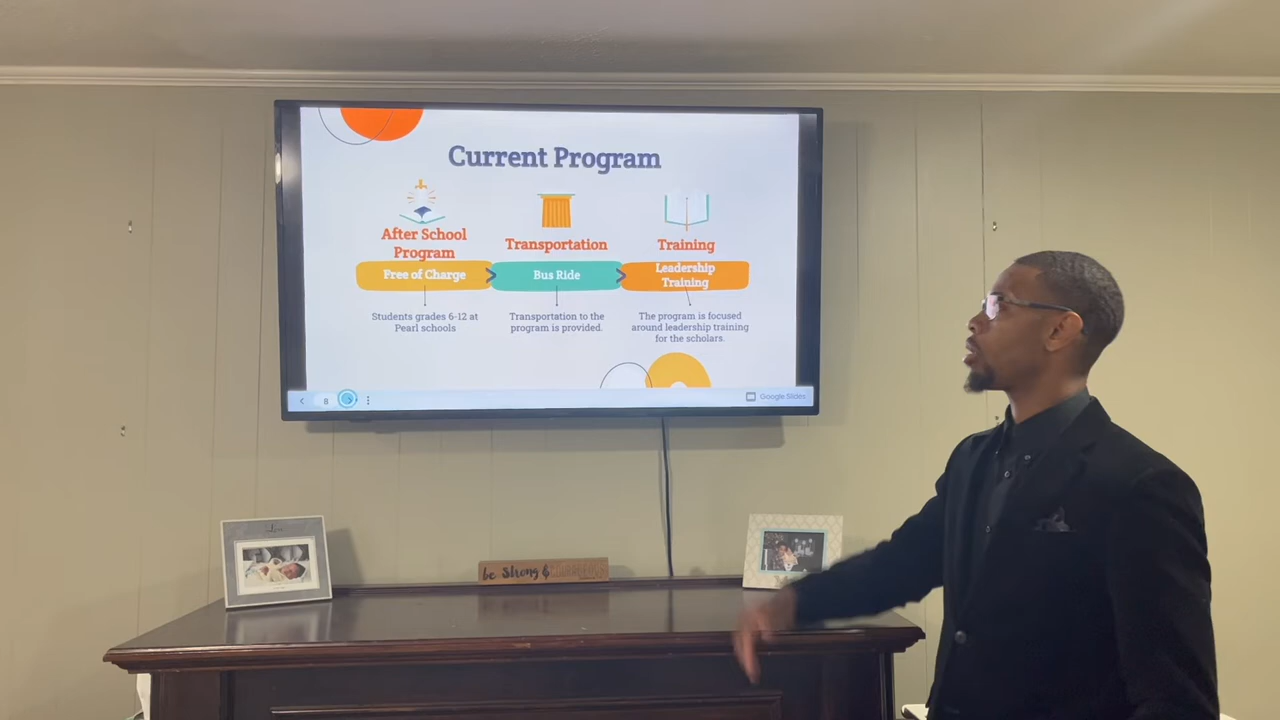 Current Program
After School
Program
Transportation
Training
Free of Charge
Bus Ride
Leadership
Training
Students grades 6-12 at
Pearl schools
Transportation to the
program is provided.
The program is focused
around leadership training
for the scholars.
8
Google Slides
be strong & COURAGEOUS